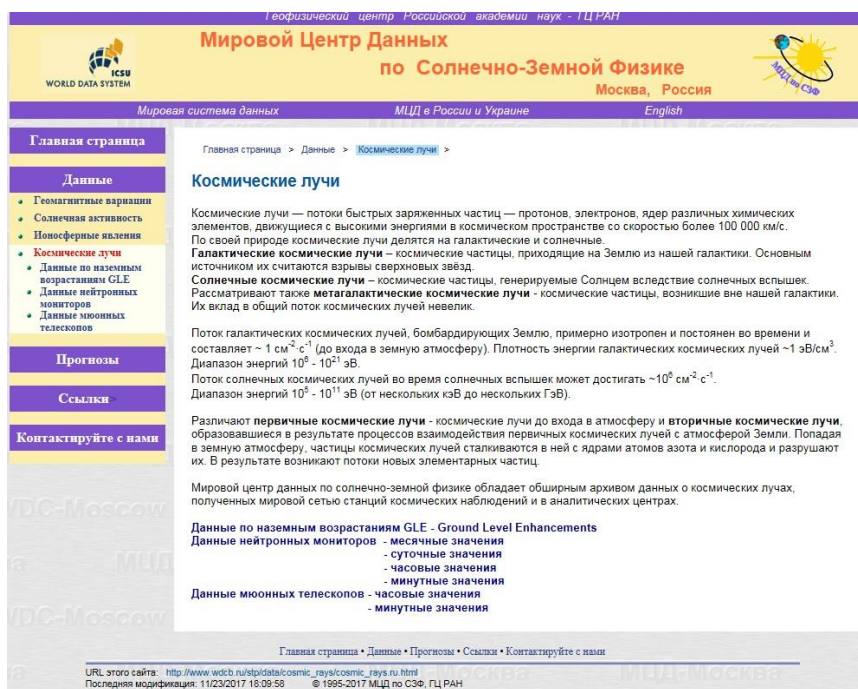 Геофизический центр Российской академии наук - ГЦ РАН
Мировой Центр Данных
по Солнечно-Земной Физике
Москва, Россия
ICSU
WORLD DATA SYSTEM
МЦД по СЗФ
Мировая система данных МЦД в России и Украине English
Главная страница
Данные
Геомагнитные вариации
Солнечная активность
Ионосферные явления
Космические лучи
Данные по наземным
возрастаниям GLE
Данные нейтронных
мониторов
Данные мюонных
телескопов
Прогнозы
Ссылки>
Контактируйте с нами
Главная страница > Данные > Космические лучи >
Космические лучи
Космические лучи — потоки быстрых заряженных частиц — протонов, электронов, ядер различных химических
элементов, движущиеся с высокими энергиями в космическом пространстве со скоростью более 100 000 км/с.
По своей природе космические лучи делятся на галактические и солнечные.
Галактические космические лучи – космические частицы, приходящие на Землю из нашей галактики. Основным
источником их считаются взрывы сверхновых звёзд.
Солнечные космические лучи – космические частицы, генерируемые Солнцем вследствие солнечных вспышек.
Рассматривают также метагалактические космические лучи - космические частицы, возникшие вне нашей галактики.
Их вклад в общий поток космических лучей невелик.
Поток галактических космических лучей, бомбардирующих Землю, примерно изотропен и постоянен во времени и
составляет ~ 1 см⁻²·с⁻¹ (до входа в земную атмосферу). Плотность энергии галактических космических лучей ~1 эВ/см³.
Диапазон энергий 10⁶ - 10²¹ эВ.
Поток солнечных космических лучей во время солнечных вспышек может достигать ~10⁶ см⁻²·с⁻¹.
Диапазон энергий 10⁵ - 10¹¹ эВ (от нескольких кэВ до нескольких ГэВ).
Различают первичные космические лучи - космические лучи до входа в атмосферу и вторичные космические лучи,
образовавшиеся в результате процессов взаимодействия первичных космических лучей с атмосферой Земли. Попадая
в земную атмосферу, частицы космических лучей сталкиваются в ней с ядрами атомов азота и кислорода и разрушают
их. В результате возникают потоки новых элементарных частиц.
Мировой центр данных по солнечно-земной физике обладает обширным архивом данных о космических лучах,
полученных мировой сетью станций космических наблюдений и в аналитических центрах.
Данные по наземным возрастаниям GLE - Ground Level Enhancements
Данные нейтронных мониторов - месячные значения
- суточные значения
- часовые значения
- минутные значения
Данные мюонных телескопов - часовые значения
- минутные значения
Главная страница • Данные • Прогнозы • Ссылки • Контактируйте с нами
URL этого сайта: http://www.wdcb.ru/stp/data/cosmic_rays/cosmic_rays.ru.html
Последняя модификация: 11/23/2017 18:09:58 © 1995-2017 МЦД по СЗФ, ГЦ РАН